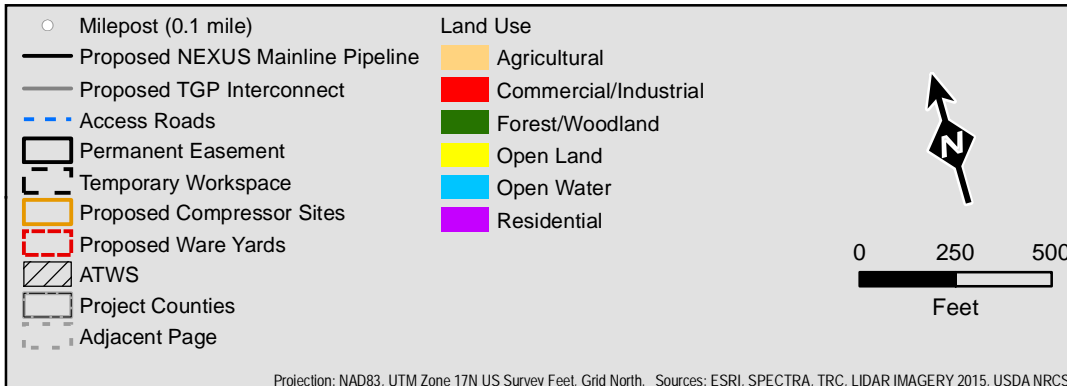 Milepost (0.1 mile)
Proposed NEXUS Mainline Pipeline
Proposed TGP Interconnect
Access Roads
Permanent Easement
Temporary Workspace
Proposed Compressor Sites
Proposed Ware Yards
ATWS
Project Counties
Adjacent Page
Land Use
Agricultural
Commercial/Industrial
Forest/Woodland
Open Land
Open Water
Residential
N
0 250 500
Feet
Projection: NAD83, UTM Zone 17N US Survey Feet, Grid North. Sources: ESRI, SPECTRA, TRC, LIDAR IMAGERY 2015, USDA NRCS